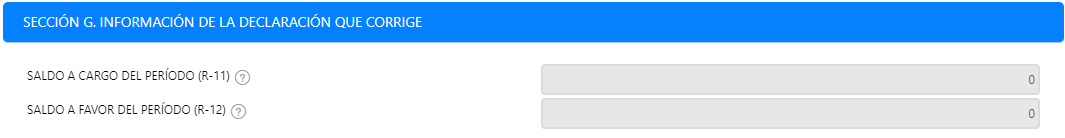 SECCIÓN G. INFORMACIÓN DE LA DECLARACIÓN QUE CORRIGE
SALDO A CARGO DEL PERÍODO (R-11) ? 0
SALDO A FAVOR DEL PERÍODO (R-12) ? 0